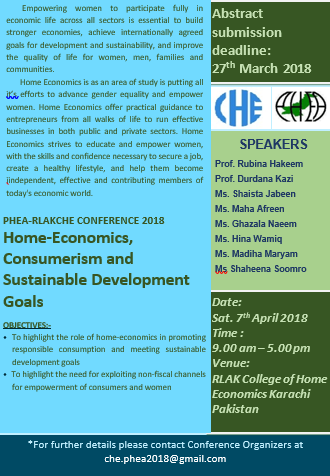 Empowering women to participate fully in
economic life across all sectors is essential to build
stronger economies, achieve internationally agreed
goals for development and sustainability, and improve
the quality of life for women, men, families and
communities.
Home Economics is as an area of study is putting all
it's efforts to advance gender equality and empower
women. Home Economics offer practical guidance to
entrepreneurs from all walks of life to run effective
businesses in both public and private sectors. Home
Economics strives to educate and empower women,
with the skills and confidence necessary to secure a job,
create a healthy lifestyle, and help them become
independent, effective and contributing members of
today's economic world.
PHEA-RLAKCHE CONFERENCE 2018
Home-Economics,
Consumerism and
Sustainable Development
Goals
OBJECTIVES:-
• To highlight the role of home-economics in promoting
responsible consumption and meeting sustainable
development goals
• To highlight the need for exploiting non-fiscal channels
for empowerment of consumers and women
Abstract
submission
deadline:
27th March 2018
CHE
SPEAKERS
Prof. Rubina Hakeem
Prof. Durdana Kazi
Ms. Shaista Jabeen
Ms. Maha Afreen
Ms. Ghazala Naeem
Ms. Hina Wamiq
Ms. Madiha Maryam
Ms Shaheena Soomro
Date:
Sat. 7th April 2018
Time :
9.00 am – 5.00pm
Venue:
RLAK College of Home
Economics Karachi
Pakistan
*For further details please contact Conference Organizers at
che.phea2018@gmail.com